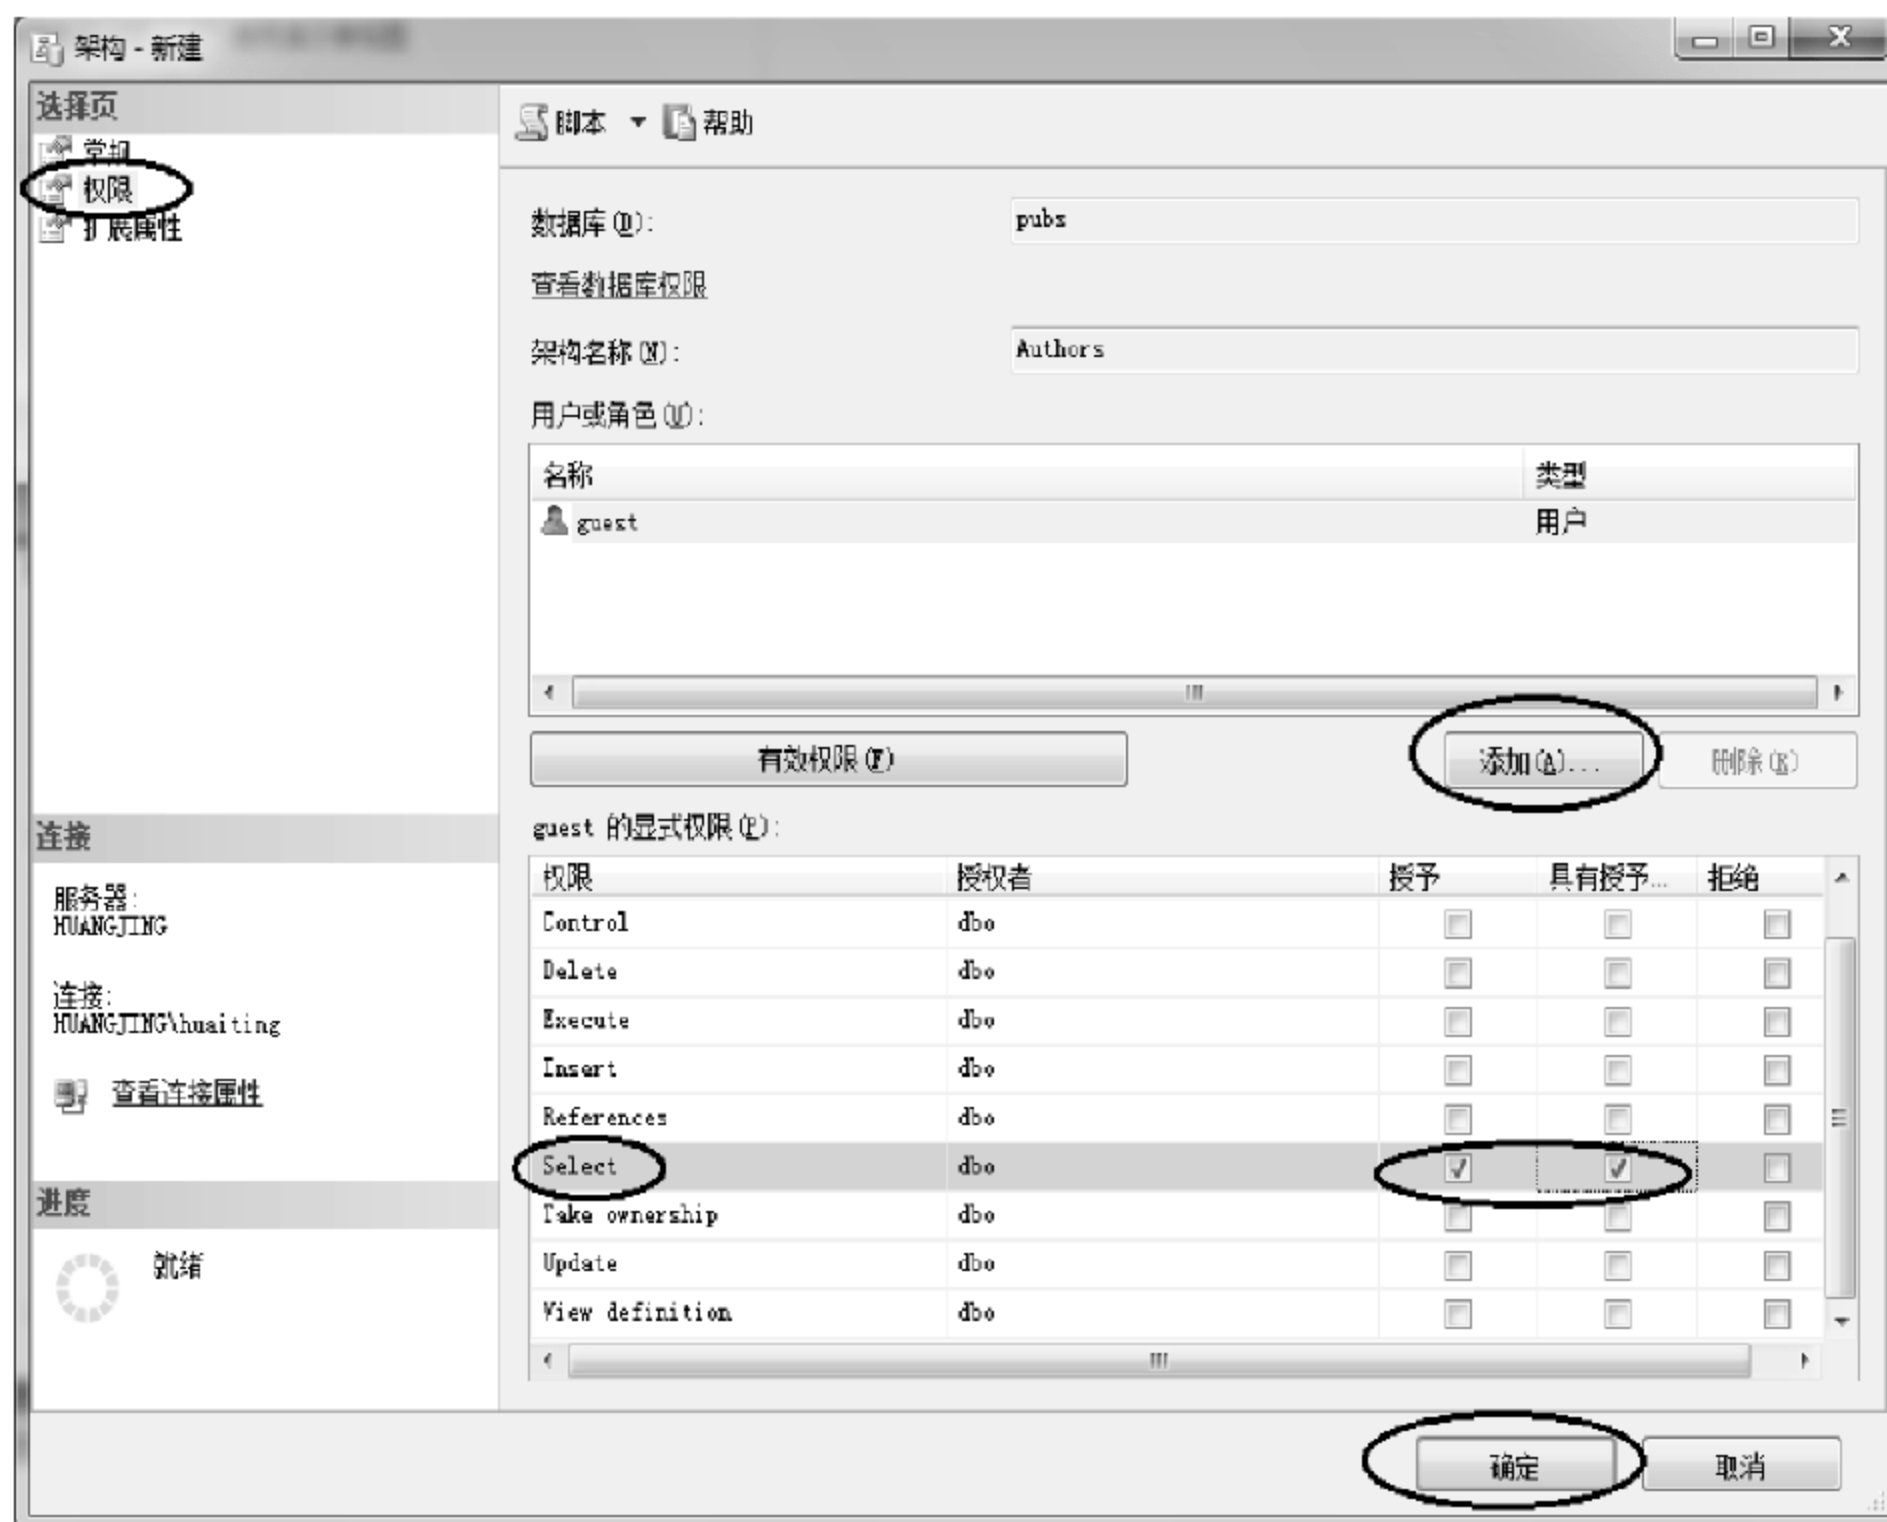 架构 - 新建
选择页
常规
权限
扩展属性
脚本 帮助
数据库(D): pubs
查看数据库权限
架构名称(N): Authors
用户或角色(U):
名称 类型
guest 用户
有效权限(F) 添加(A)... 删除(R)
guest 的显式权限(P):
权限 授权者 授予 具有授予... 拒绝
Control dbo
Delete dbo
Execute dbo
Insert dbo
References dbo
Select dbo
Take ownership dbo
Update dbo
View definition dbo
连接
服务器:
HUANGJING
连接:
HUANGJING\huaiting
查看连接属性
进度
就绪
确定 取消